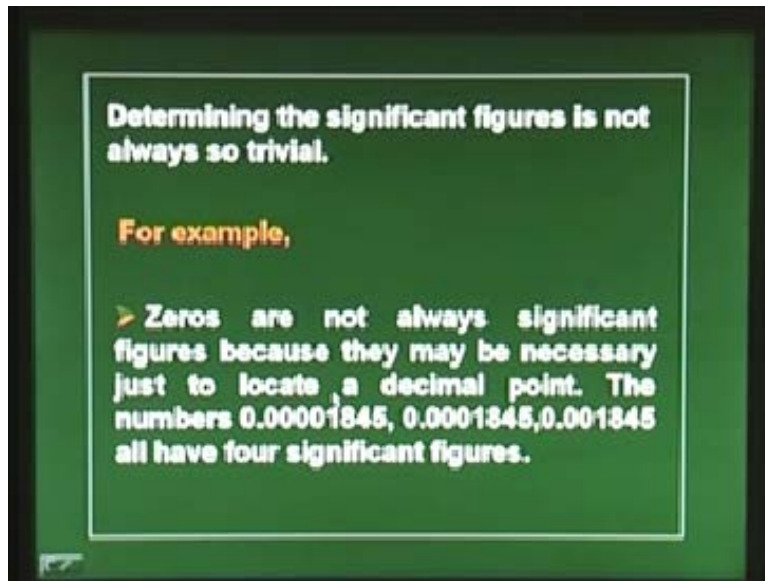 Determining the significant figures is not
always so trivial.
For example,
➢ Zeros are not always significant
figures because they may be necessary
just to locate a decimal point. The
numbers 0.00001845, 0.0001845,0.001845
all have four significant figures.